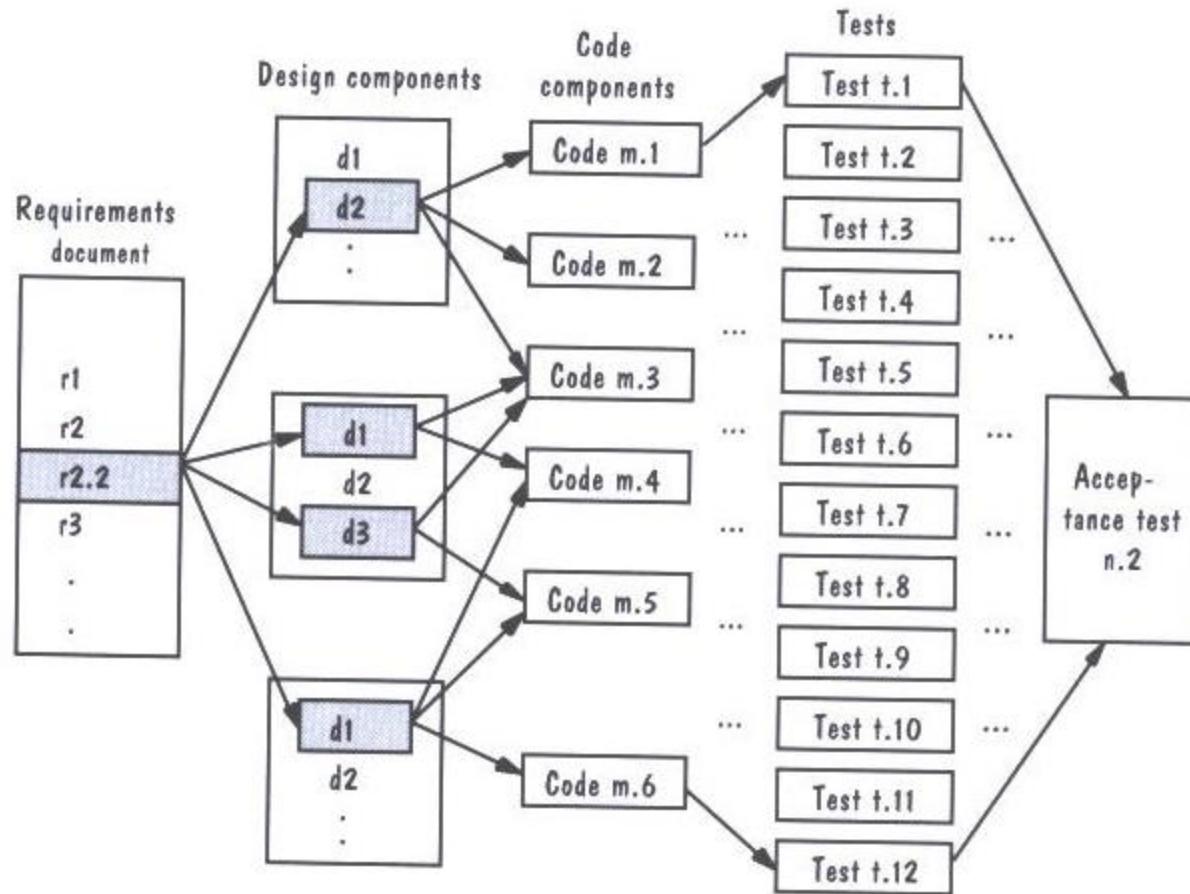 Requirements
document
r1
r2
r2.2
r3
.
.
Design components
d1
d2
.
.
d1
d2
d3
d1
d2
.
.
Code
components
Code m.1
Code m.2
Code m.3
Code m.4
Code m.5
Code m.6
...
...
...
...
...
...
Tests
Test t.1
Test t.2
Test t.3
Test t.4
Test t.5
Test t.6
Test t.7
Test t.8
Test t.9
Test t.10
Test t.11
Test t.12
...
...
...
...
...
...
Accep-
tance test
n.2